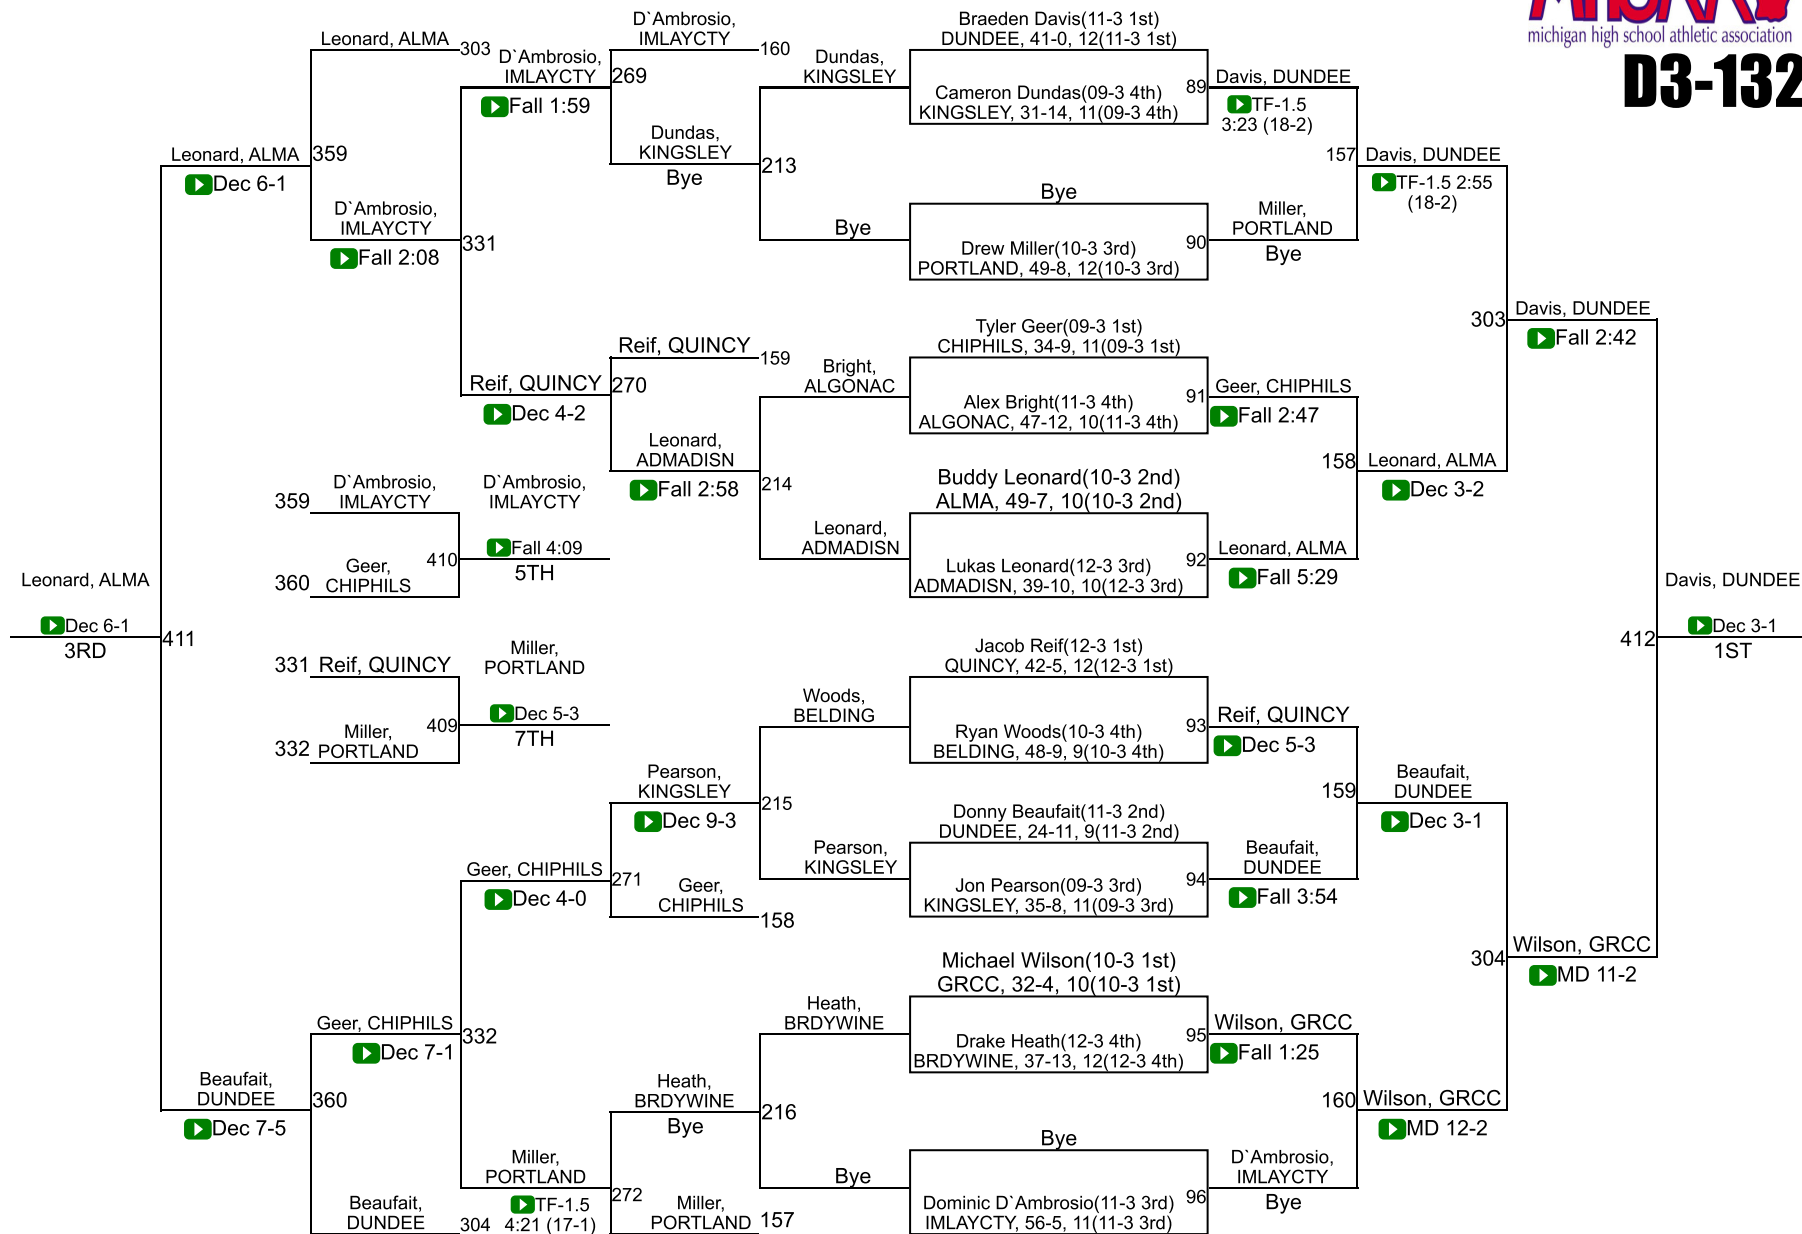 michigan high school athletic association
D3-132
Leonard, ALMA
303
D`Ambrosio,
IMLAYCTY
Fall 1:59
269
D`Ambrosio,
IMLAYCTY
160
Dundas,
KINGSLEY
Bye
213
Dundas,
KINGSLEY
Bye
Braeden Davis(11-3 1st)
DUNDEE, 41-0, 12(11-3 1st)
Cameron Dundas(09-3 4th)
KINGSLEY, 31-14, 11(09-3 4th)
89
Davis, DUNDEE
TF-1.5
3:23 (18-2)
Bye
Drew Miller(10-3 3rd)
PORTLAND, 49-8, 12(10-3 3rd)
90
Miller,
PORTLAND
Bye
157
Davis, DUNDEE
TF-1.5 2:55
(18-2)
Leonard, ALMA
Dec 6-1
359
D`Ambrosio,
IMLAYCTY
Fall 2:08
331
Reif, QUINCY
159
Reif, QUINCY
Dec 4-2
270
Leonard,
ADMADISN
Fall 2:58
214
Bright,
ALGONAC
Leonard,
ADMADISN
Tyler Geer(09-3 1st)
CHIPHILS, 34-9, 11(09-3 1st)
Alex Bright(11-3 4th)
ALGONAC, 47-12, 10(11-3 4th)
91
Geer, CHIPHILS
Fall 2:47
Buddy Leonard(10-3 2nd)
ALMA, 49-7, 10(10-3 2nd)
Lukas Leonard(12-3 3rd)
ADMADISN, 39-10, 10(12-3 3rd)
92
Leonard, ALMA
Fall 5:29
158
Leonard, ALMA
Dec 3-2
303
Davis, DUNDEE
Fall 2:42
359
D`Ambrosio,
IMLAYCTY
360
Geer,
CHIPHILS
410
D`Ambrosio,
IMLAYCTY
Fall 4:09
5TH
Leonard, ALMA
Dec 6-1
3RD
411
331
Reif, QUINCY
332
Miller,
PORTLAND
409
Miller,
PORTLAND
Dec 5-3
7TH
412
Davis, DUNDEE
Dec 3-1
1ST
Woods,
BELDING
Pearson,
KINGSLEY
Dec 9-3
215
Pearson,
KINGSLEY
Jacob Reif(12-3 1st)
QUINCY, 42-5, 12(12-3 1st)
Ryan Woods(10-3 4th)
BELDING, 48-9, 9(10-3 4th)
93
Reif, QUINCY
Dec 5-3
Donny Beaufait(11-3 2nd)
DUNDEE, 24-11, 9(11-3 2nd)
Jon Pearson(09-3 3rd)
KINGSLEY, 35-8, 11(09-3 3rd)
94
Beaufait,
DUNDEE
Fall 3:54
159
Beaufait,
DUNDEE
Dec 3-1
Geer, CHIPHILS
Dec 4-0
271
Geer,
CHIPHILS
158
Geer, CHIPHILS
Dec 7-1
332
Beaufait,
DUNDEE
Dec 7-5
360
Beaufait,
DUNDEE
304
Miller,
PORTLAND
TF-1.5
4:21 (17-1)
272
Heath,
BRDYWINE
Bye
216
Miller,
PORTLAND
157
Heath,
BRDYWINE
Bye
Michael Wilson(10-3 1st)
GRCC, 32-4, 10(10-3 1st)
Drake Heath(12-3 4th)
BRDYWINE, 37-13, 12(12-3 4th)
95
Wilson, GRCC
Fall 1:25
Bye
Dominic D`Ambrosio(11-3 3rd)
IMLAYCTY, 56-5, 11(11-3 3rd)
96
D`Ambrosio,
IMLAYCTY
Bye
160
Wilson, GRCC
MD 12-2
304
Wilson, GRCC
MD 11-2